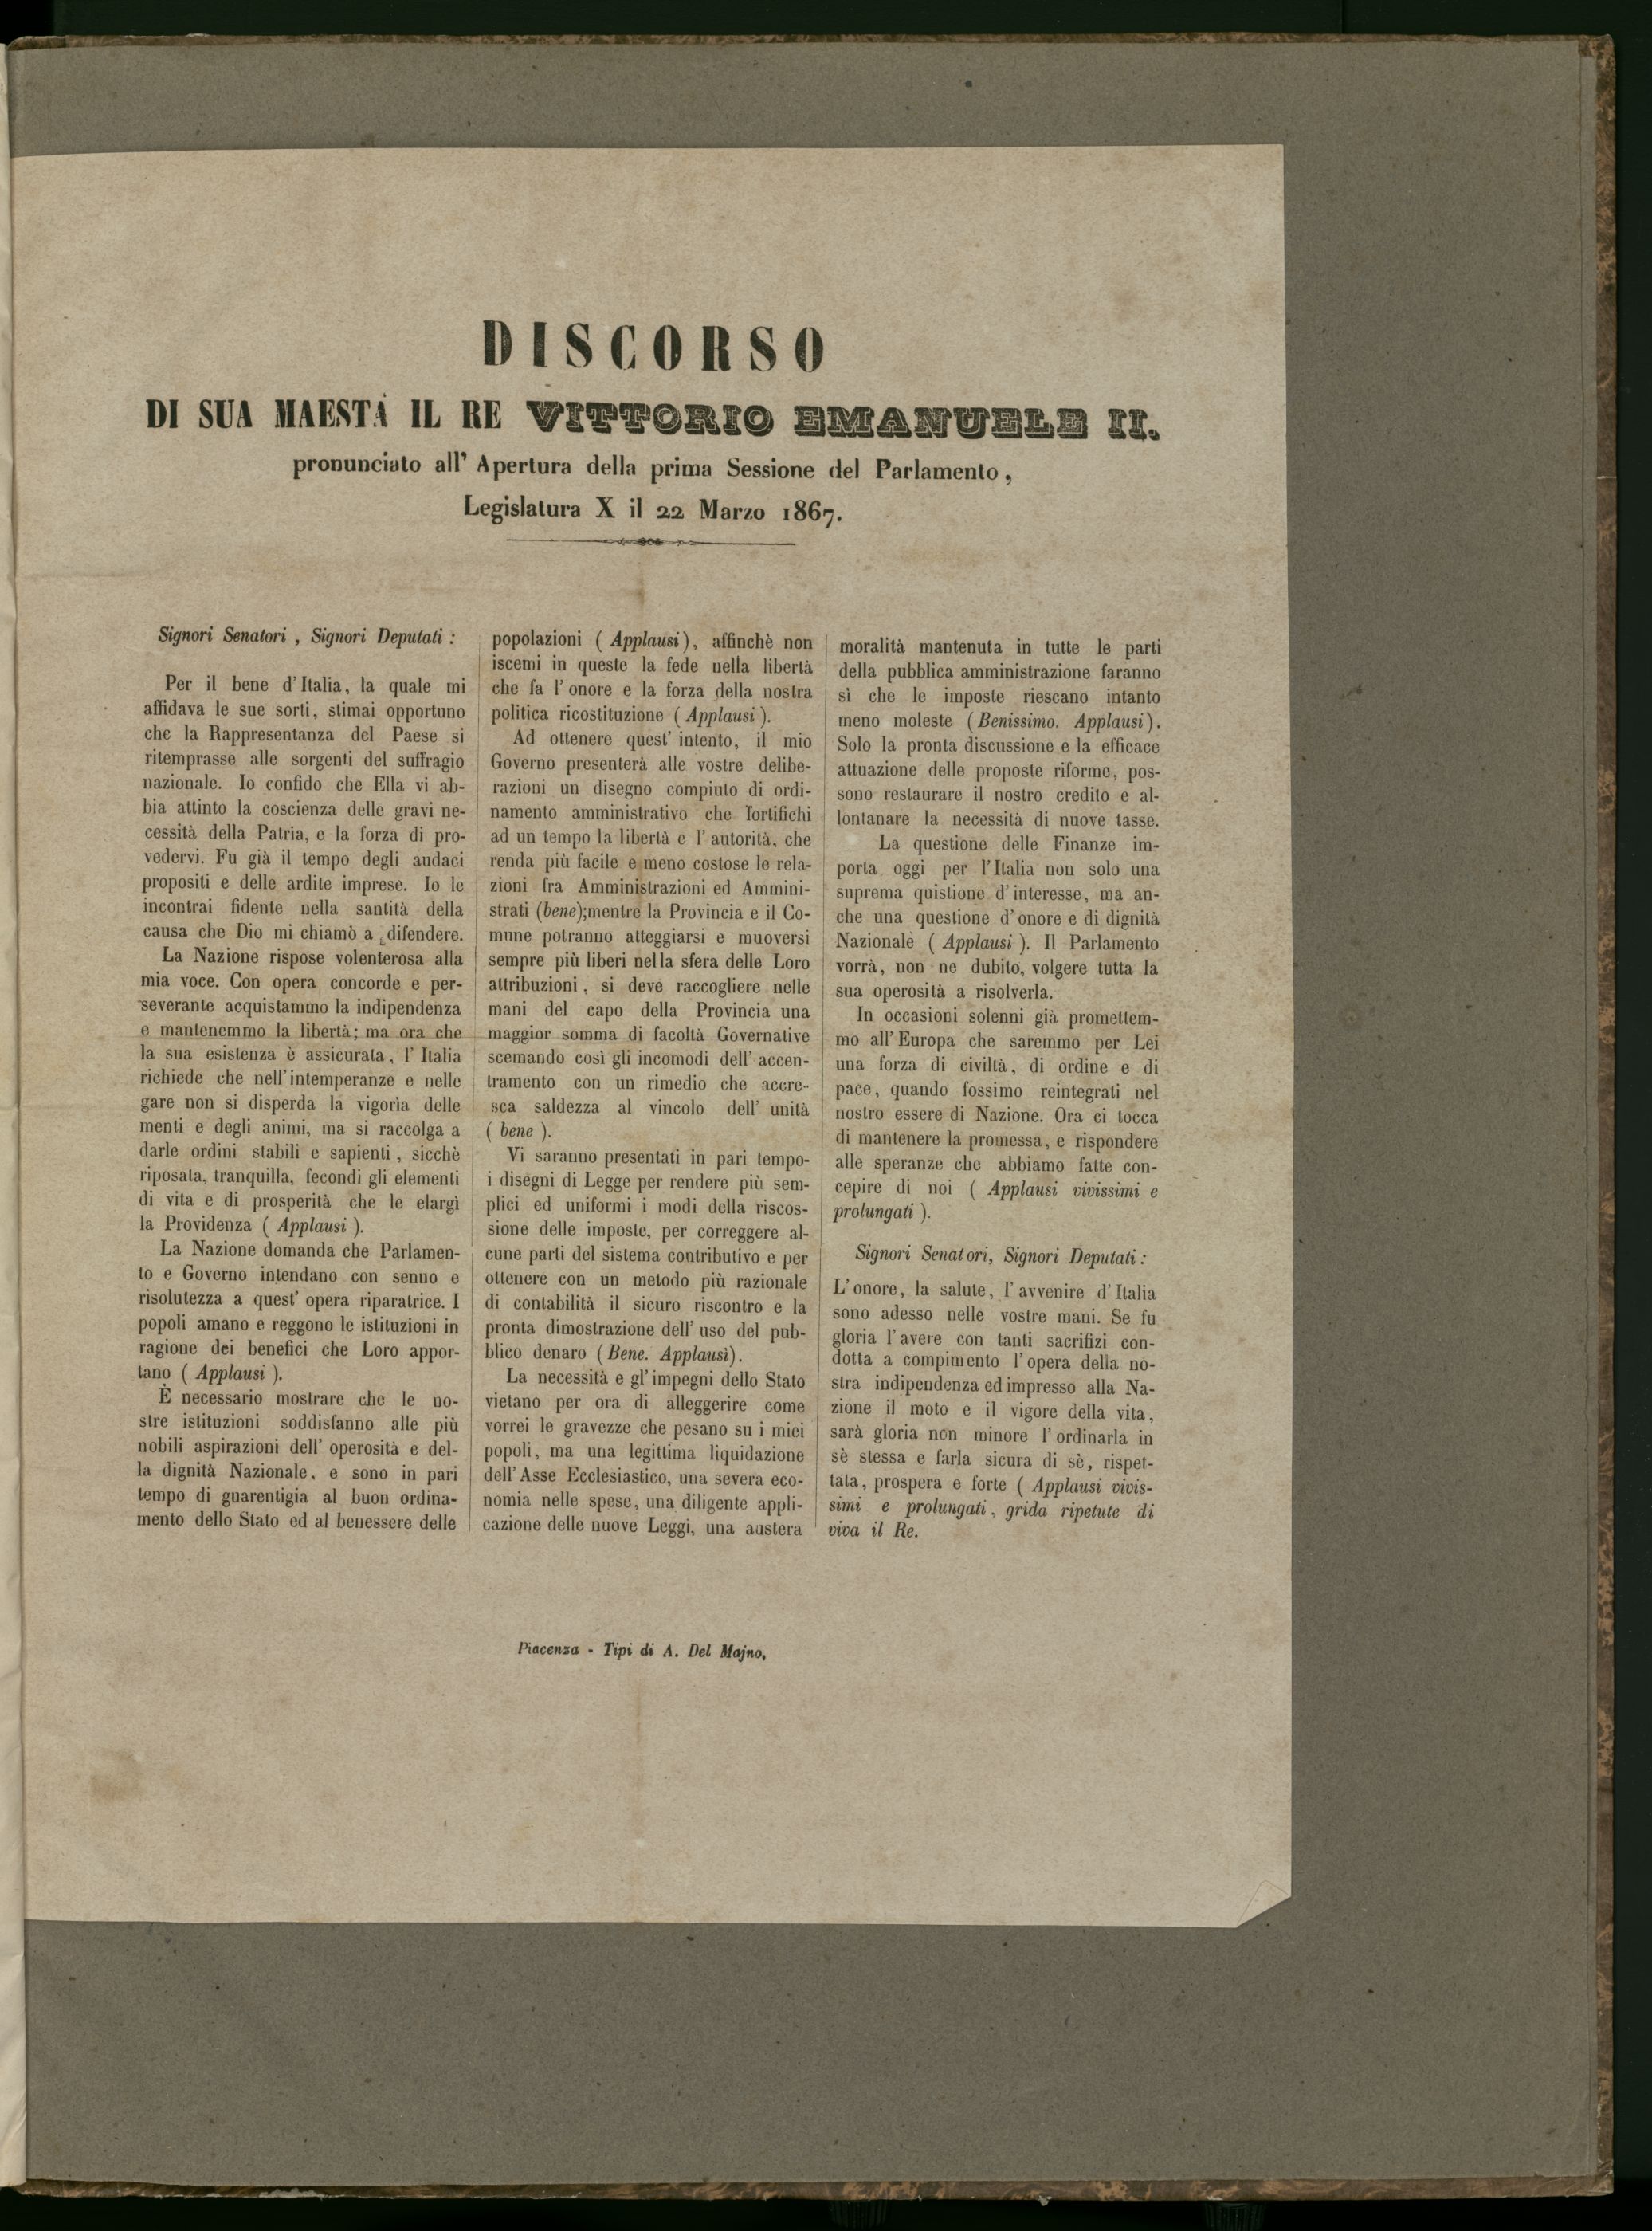 DISCORSO
DI SUA MAESTÀ IL RE VITTORIO EMANUELE II.
pronunciato all' Apertura della prima Sessione del Parlamento,
Legislatura X il 22 Marzo 1867.
Signori Senatori, Signori Deputati:
Per il bene d'Italia, la quale mi
affidava le sue sorti, stimai opportuno
che la Rappresentanza del Paese si
ritemprasse alle sorgenti del suffragio
nazionale. Io confido che Ella vi ab-
bia attinto la coscienza delle gravi ne-
cessità della Patria, e la forza di pro-
vedervi. Fu già il tempo degli audaci
propositi e delle ardite imprese. Io le
incontrai fidente nella santità della
causa che Dio mi chiamò a difendere.
La Nazione rispose volenterosa alla
mia voce. Con opera concorde e per-
severante acquistammo la indipendenza
e mantenemmo la libertà; ma ora che
la sua esistenza è assicurata, l' Italia
richiede che nell'intemperanze e nelle
gare non si disperda la vigorìa delle
menti e degli animi, ma si raccolga a
darle ordini stabili e sapienti, sicchè
riposata, tranquilla, fecondi gli elementi
di vita e di prosperità che le elargì
la Providenza ( Applausi ).
La Nazione domanda che Parlamen-
to e Governo intendano con senno e
risolutezza a quest' opera riparatrice. I
popoli amano e reggono le istituzioni in
ragione dei benefici che Loro appor-
tano ( Applausi ).
È necessario mostrare che le no-
stre istituzioni soddisfanno alle più
nobili aspirazioni dell' operosità e del-
la dignità Nazionale, e sono in pari
tempo di guarentigia al buon ordina-
mento dello Stato ed al benessere delle
popolazioni ( Applausi), affinchè non
iscemi in queste la fede nella libertà
che fa l'onore e la forza della nostra
politica ricostituzione ( Applausi ).
Ad ottenere quest' intento, il mio
Governo presenterà alle vostre delibe-
razioni un disegno compiuto di ordi-
namento amministrativo che fortifichi
ad un tempo la libertà e l'autorità, che
renda più facile e meno costose le rela-
zioni fra Amministrazioni ed Ammini-
strati (bene);mentre la Provincia e il Co-
mune potranno atteggiarsi e muoversi
sempre più liberi nella sfera delle Loro
attribuzioni, si deve raccogliere nelle
mani del capo della Provincia una
maggior somma di facoltà Governative
scemando così gli incomodi dell' accen-
tramento con un rimedio che accre-
sca saldezza al vincolo dell' unità
( bene ).
Vi saranno presentati in pari tempo-
i disegni di Legge per rendere più sem-
plici ed uniformi i modi della riscos-
sione delle imposte, per correggere al-
cune parti del sistema contributivo e per
ottenere con un metodo più razionale
di contabilità il sicuro riscontro e la
pronta dimostrazione dell' uso del pub-
blico denaro ( Bene. Applausi).
La necessità e gl'impegni dello Stato
vietano per ora di alleggerire come
vorrei le gravezze che pesano su i miei
popoli, ma una legittima liquidazione
dell'Asse Ecclesiastico, una severa eco-
nomia nelle spese, una diligente appli-
cazione delle nuove Leggi, una austera
moralità mantenuta in tutte le parti
della pubblica amministrazione faranno
sì che le imposte riescano intanto
meno moleste (Benissimo. Applausi).
Solo la pronta discussione e la efficace
attuazione delle proposte riforme, pos-
sono restaurare il nostro credito e al-
lontanare la necessità di nuove tasse.
La questione delle Finanze im-
porta oggi per l'Italia non solo una
suprema quistione d'interesse, ma an-
che una questione d'onore e di dignità
Nazionale ( Applausi ). Il Parlamento
vorrà, non ne dubito, volgere tutta la
sua operosità a risolverla.
In occasioni solenni già promettem-
mo all'Europa che saremmo per Lei
una forza di civiltà, di ordine e di
pace, quando fossimo reintegrati nel
nostro essere di Nazione. Ora ci tocca
di mantenere la promessa, e rispondere
alle speranze che abbiamo fatte con-
cepire di noi ( Applausi vivissimi e
prolungati ).
Signori Senatori, Signori Deputati:
L'onore, la salute, l'avvenire d'Italia
sono adesso nelle vostre mani. Se fu
gloria l'avere con tanti sacrifizi con-
dotta a compimento l'opera della no-
stra indipendenza ed impresso alla Na-
zione il moto e il vigore della vita,
sarà gloria non minore l'ordinarla in
sè stessa e farla sicura di sè, rispet-
tata, prospera e forte ( Applausi vivis-
simi e prolungati, grida ripetute di
viva il Re.
Piacenza - Tipi di A. Del Majno.